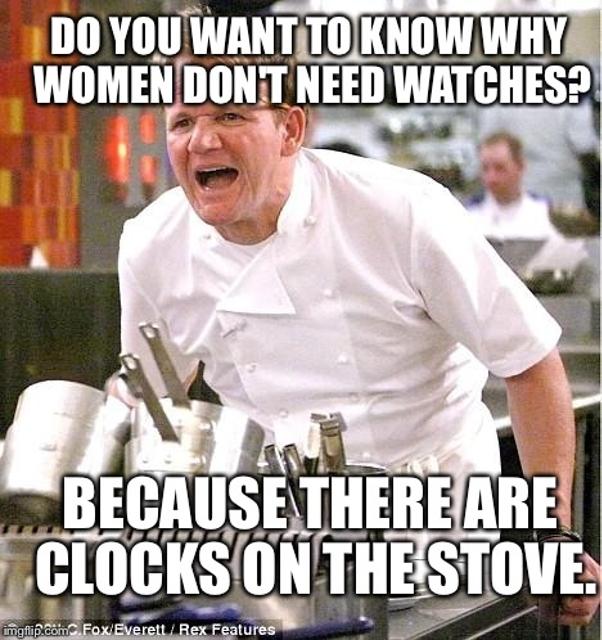 DO YOU WANT TO KNOW WHY
WOMEN DON'T NEED WATCHES?
BECAUSE THERE ARE
CLOCKS ON THE STOVE.
imgflip.com
C.Fox/Everett / Rex Features